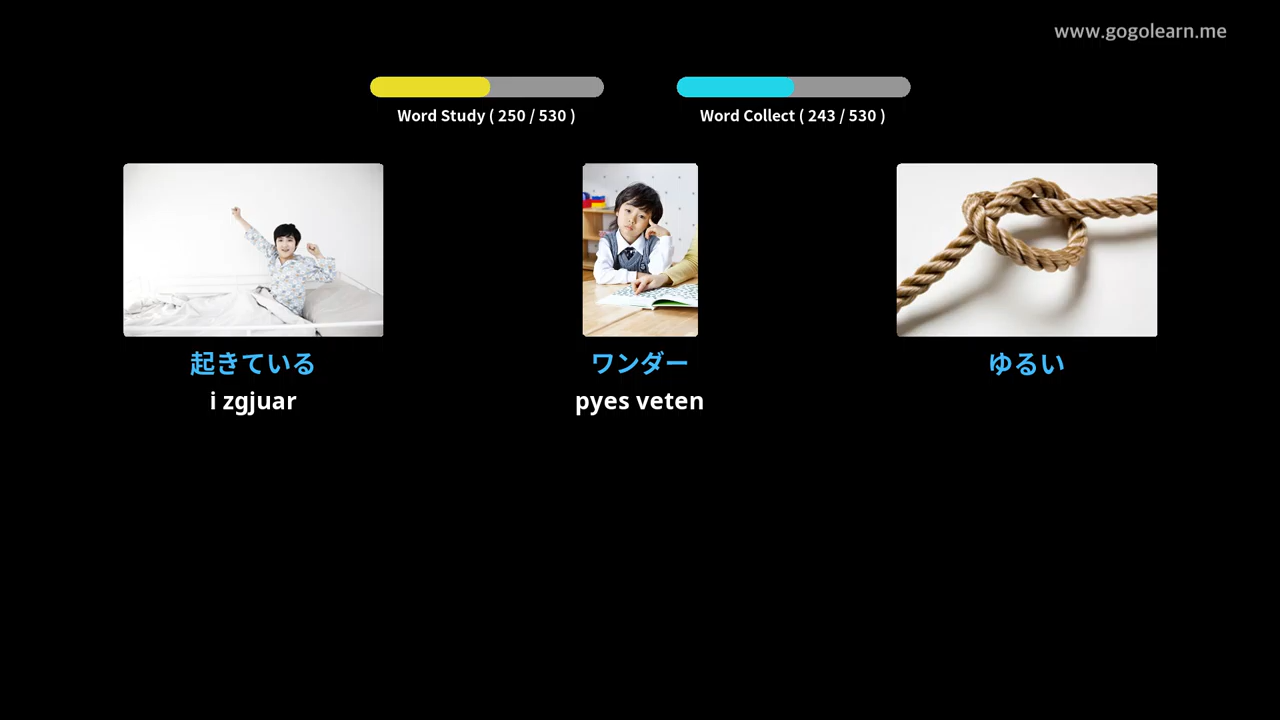 www.gogolearn.me
Word Study ( 250 / 530 )
Word Collect ( 243 / 530 )
起きている
i zgjuar
ワンダー
pyes veten
ゆるい